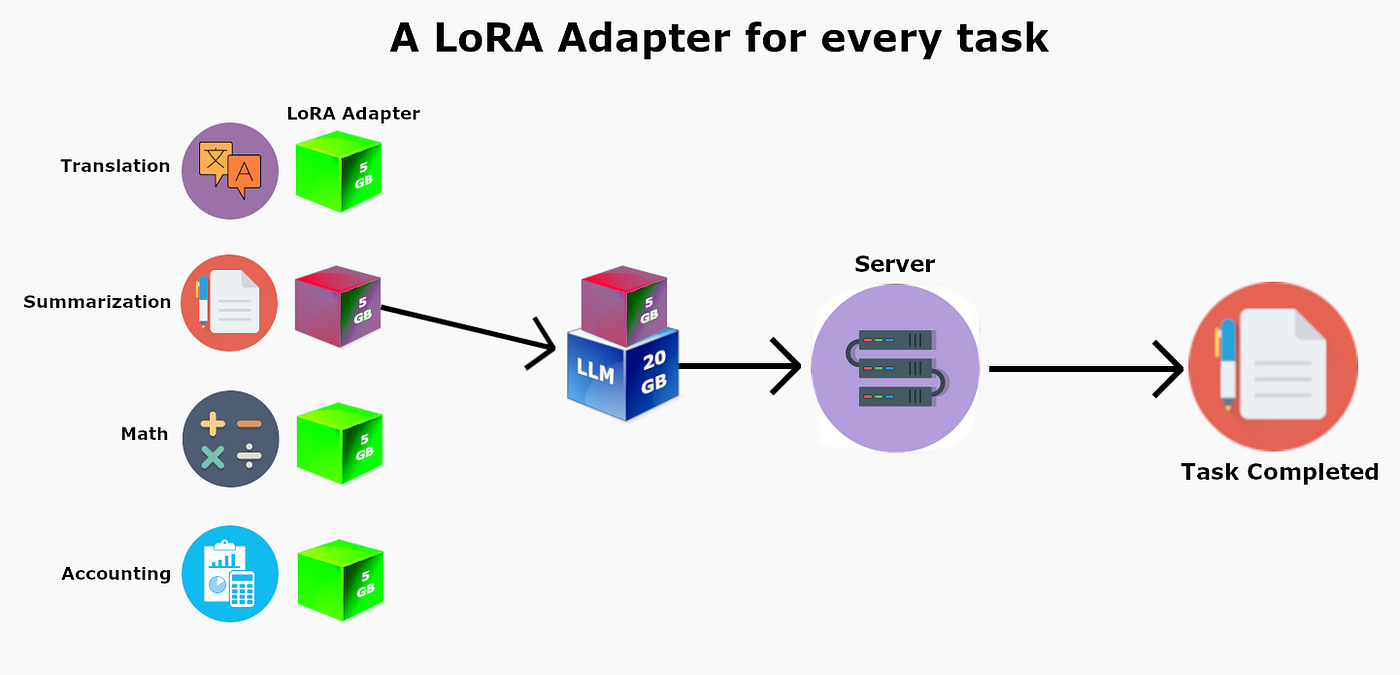 A LoRA Adapter for every task
LoRA Adapter
Translation
文
A
5
GB
Summarization
5
GB
Math
5
GB
Accounting
5
GB
5
GB
LLM
20
GB
Server
Task Completed